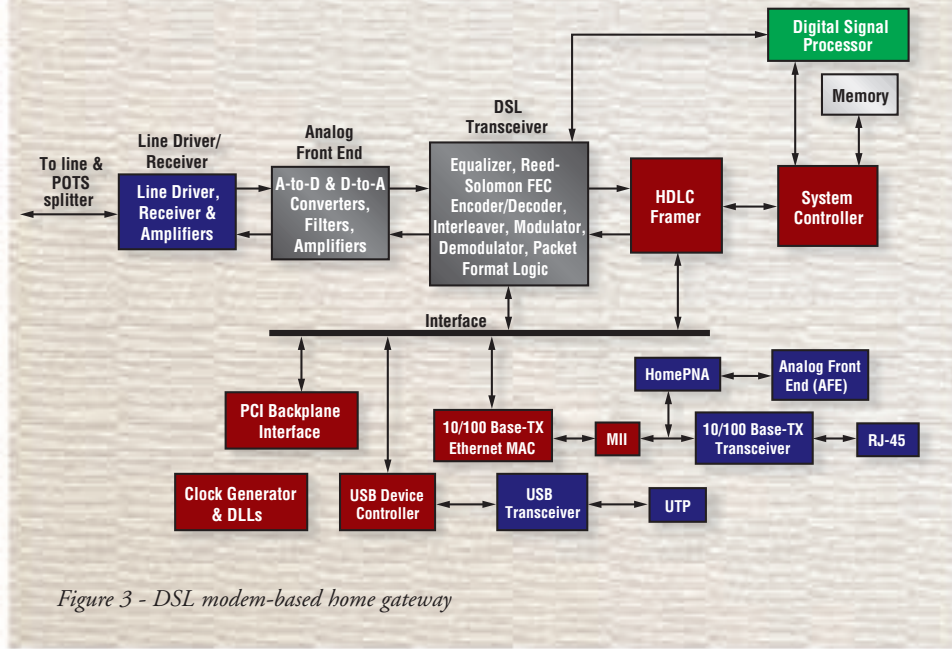 Digital Signal
Processor
Memory
DSL
Transceiver
Analog
Front End
Line Driver/
Receiver
To line &
POTS
splitter
Line Driver,
Receiver &
Amplifiers
A-to-D & D-to-A
Converters,
Filters,
Amplifiers
Equalizer, Reed-
Solomon FEC
Encoder/Decoder,
Interleaver, Modulator,
Demodulator, Packet
Format Logic
HDLC
Framer
System
Controller
Interface
HomePNA
Analog Front
End (AFE)
PCI Backplane
Interface
10/100 Base-TX
Ethernet MAC
MII
10/100 Base-TX
Transceiver
RJ-45
Clock Generator
& DLLs
USB Device
Controller
USB
Transceiver
UTP
Figure 3 - DSL modem-based home gateway